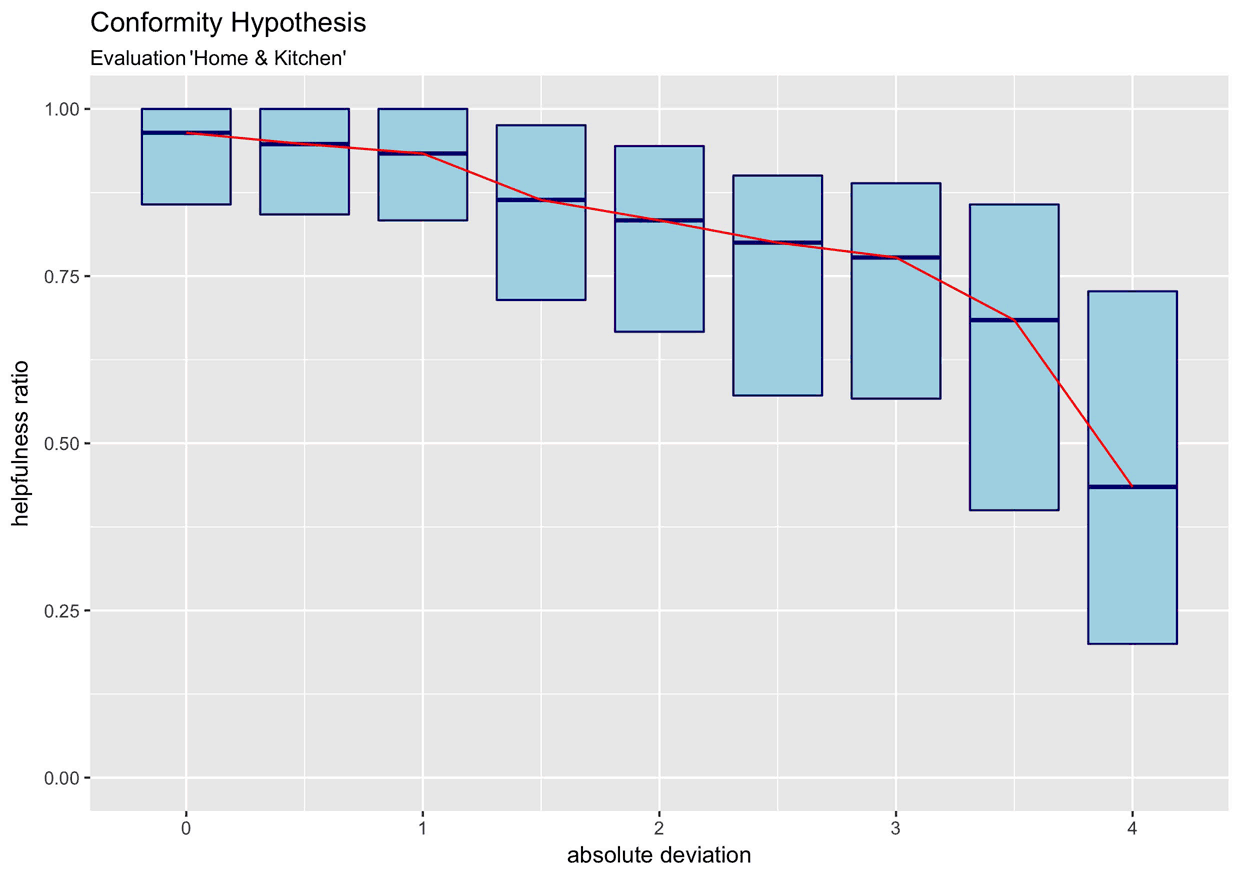 Conformity Hypothesis
Evaluation 'Home & Kitchen'
helpfulness ratio
1.00
0.75
0.50
0.25
0.00
0 1 2 3 4
absolute deviation